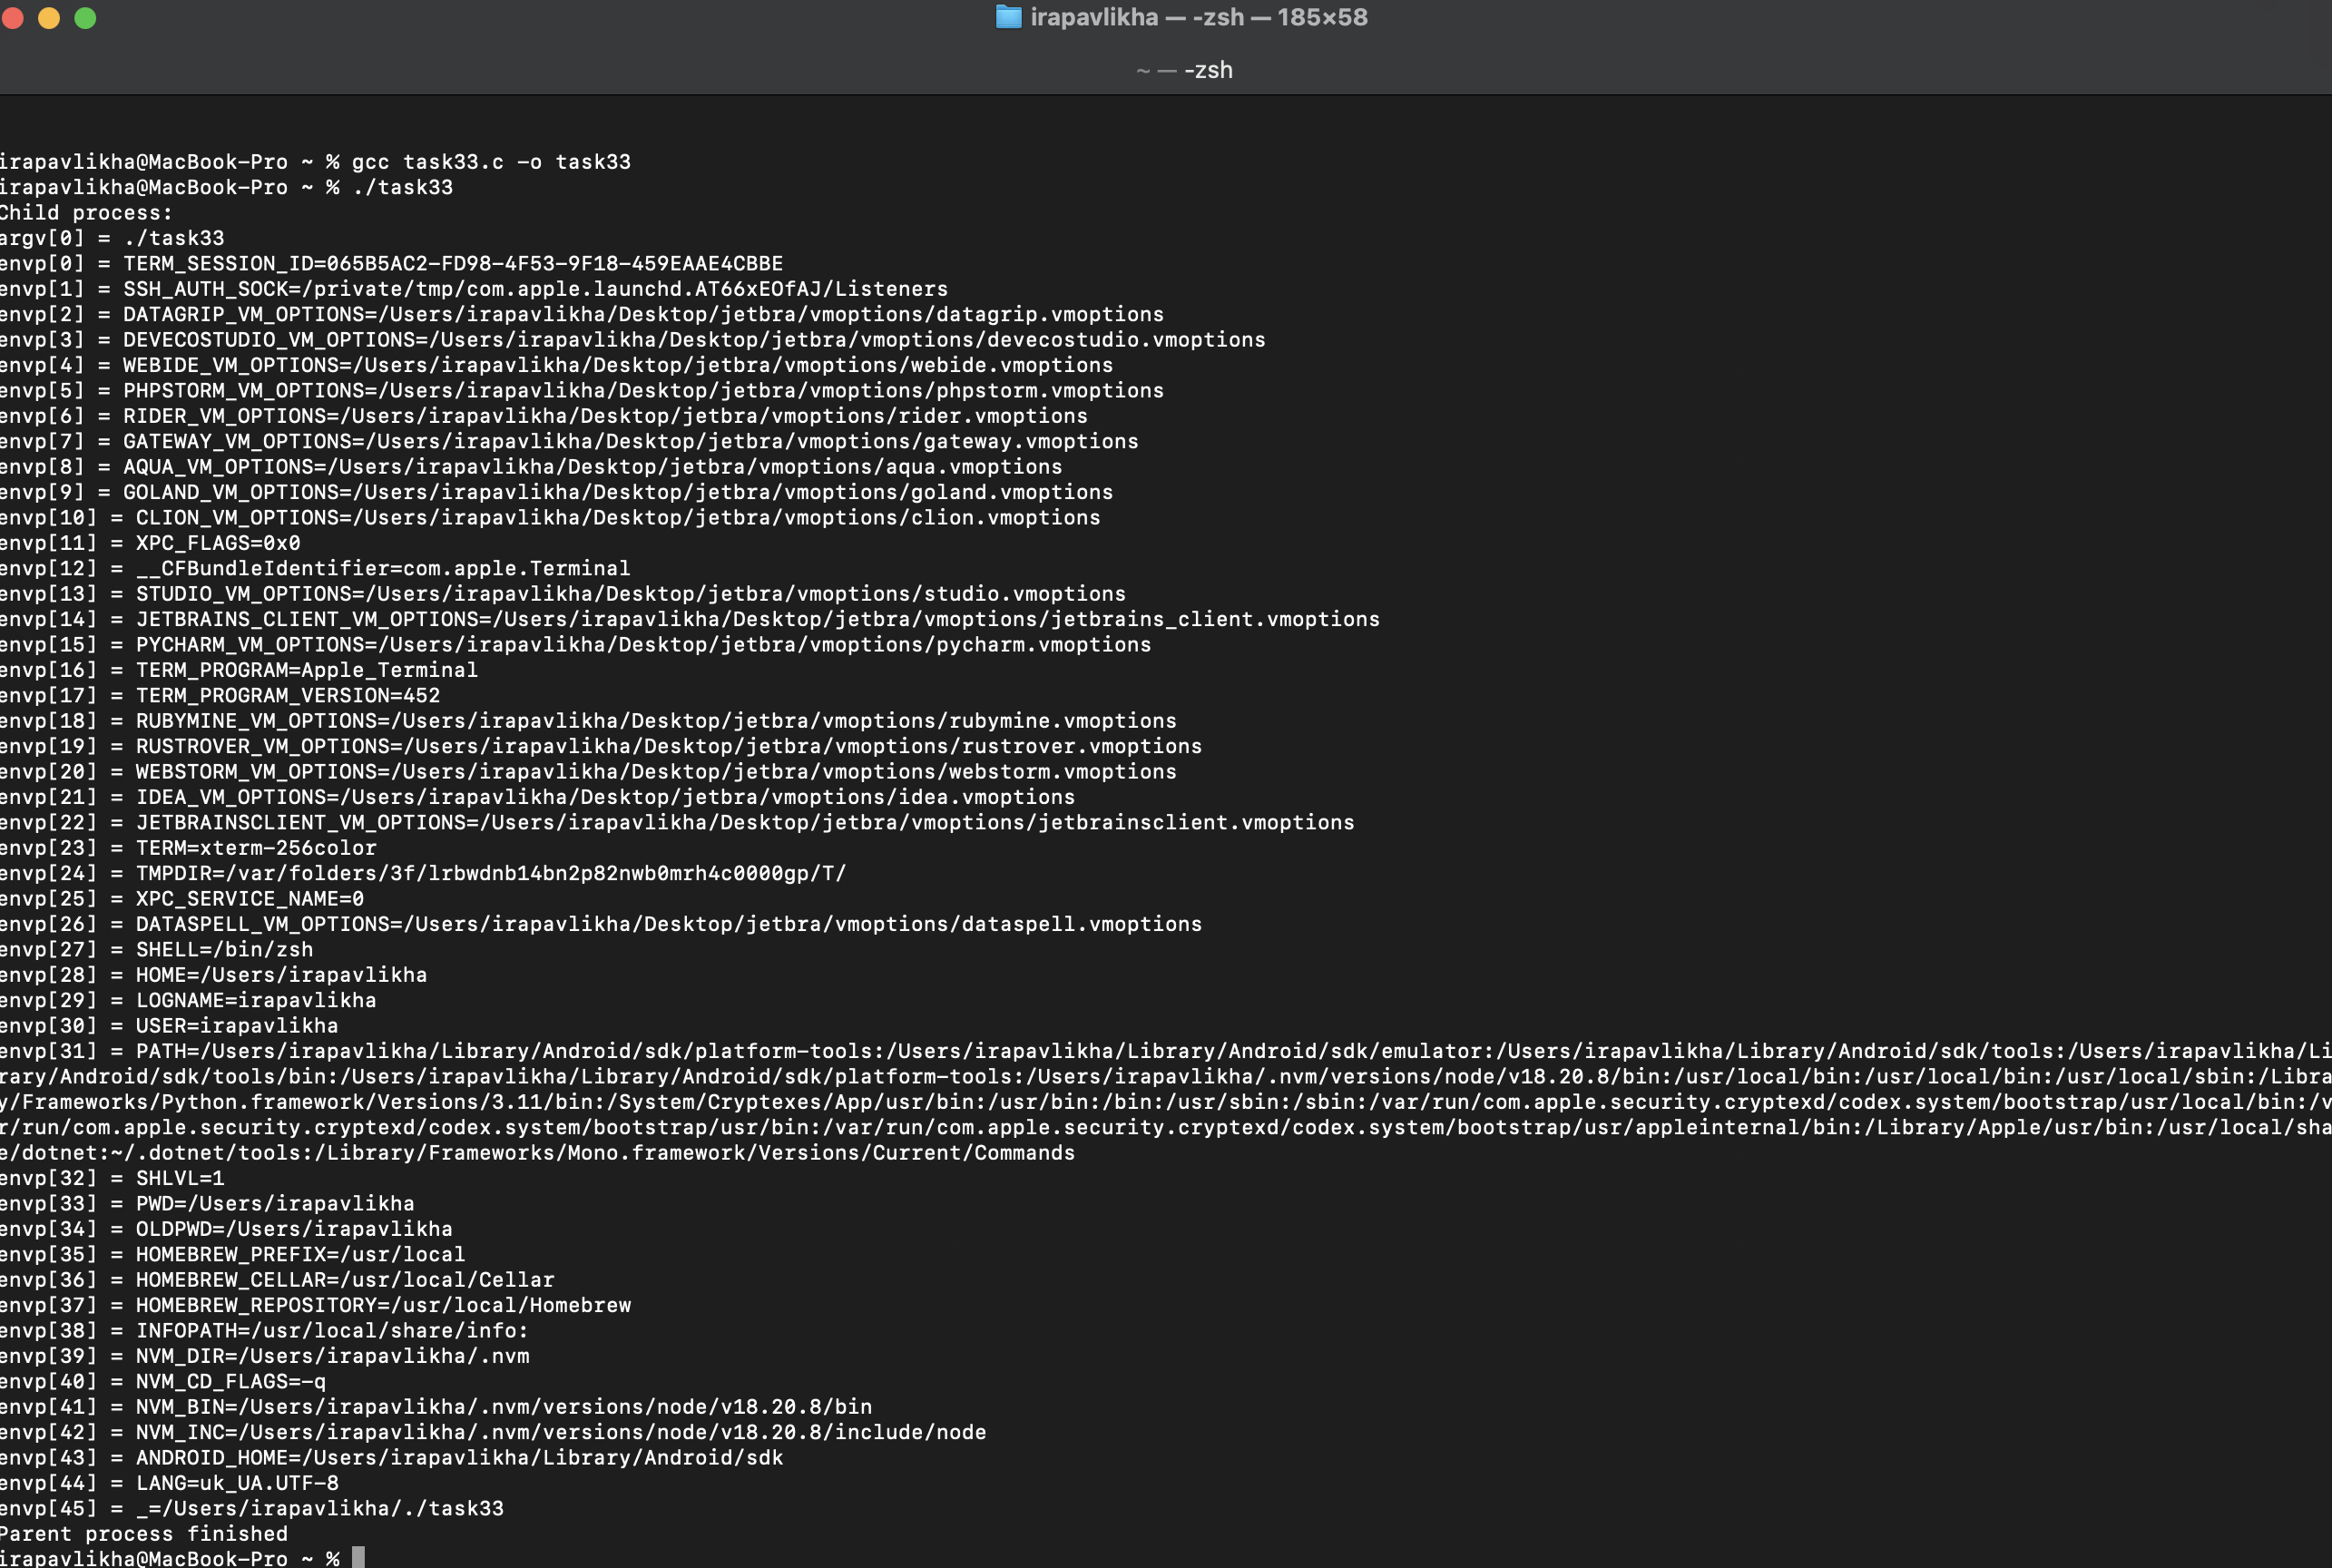 irapavlikha — -zsh — 185×58
~ — -zsh
irapavlikha@MacBook-Pro ~ % gcc task33.c -o task33
irapavlikha@MacBook-Pro ~ % ./task33
Child process:
argv[0] = ./task33
envp[0] = TERM_SESSION_ID=065B5AC2-FD98-4F53-9F18-459EAAE4CBBE
envp[1] = SSH_AUTH_SOCK=/private/tmp/com.apple.launchd.AT66xEOfAJ/Listeners
envp[2] = DATAGRIP_VM_OPTIONS=/Users/irapavlikha/Desktop/jetbra/vmoptions/datagrip.vmoptions
envp[3] = DEVECOSTUDIO_VM_OPTIONS=/Users/irapavlikha/Desktop/jetbra/vmoptions/devecostudio.vmoptions
envp[4] = WEBIDE_VM_OPTIONS=/Users/irapavlikha/Desktop/jetbra/vmoptions/webide.vmoptions
envp[5] = PHPSTORM_VM_OPTIONS=/Users/irapavlikha/Desktop/jetbra/vmoptions/phpstorm.vmoptions
envp[6] = RIDER_VM_OPTIONS=/Users/irapavlikha/Desktop/jetbra/vmoptions/rider.vmoptions
envp[7] = GATEWAY_VM_OPTIONS=/Users/irapavlikha/Desktop/jetbra/vmoptions/gateway.vmoptions
envp[8] = AQUA_VM_OPTIONS=/Users/irapavlikha/Desktop/jetbra/vmoptions/aqua.vmoptions
envp[9] = GOLAND_VM_OPTIONS=/Users/irapavlikha/Desktop/jetbra/vmoptions/goland.vmoptions
envp[10] = CLION_VM_OPTIONS=/Users/irapavlikha/Desktop/jetbra/vmoptions/clion.vmoptions
envp[11] = XPC_FLAGS=0x0
envp[12] = __CFBundleIdentifier=com.apple.Terminal
envp[13] = STUDIO_VM_OPTIONS=/Users/irapavlikha/Desktop/jetbra/vmoptions/studio.vmoptions
envp[14] = JETBRAINS_CLIENT_VM_OPTIONS=/Users/irapavlikha/Desktop/jetbra/vmoptions/jetbrains_client.vmoptions
envp[15] = PYCHARM_VM_OPTIONS=/Users/irapavlikha/Desktop/jetbra/vmoptions/pycharm.vmoptions
envp[16] = TERM_PROGRAM=Apple_Terminal
envp[17] = TERM_PROGRAM_VERSION=452
envp[18] = RUBYMINE_VM_OPTIONS=/Users/irapavlikha/Desktop/jetbra/vmoptions/rubymine.vmoptions
envp[19] = RUSTROVER_VM_OPTIONS=/Users/irapavlikha/Desktop/jetbra/vmoptions/rustrover.vmoptions
envp[20] = WEBSTORM_VM_OPTIONS=/Users/irapavlikha/Desktop/jetbra/vmoptions/webstorm.vmoptions
envp[21] = IDEA_VM_OPTIONS=/Users/irapavlikha/Desktop/jetbra/vmoptions/idea.vmoptions
envp[22] = JETBRAINSCLIENT_VM_OPTIONS=/Users/irapavlikha/Desktop/jetbra/vmoptions/jetbrainsclient.vmoptions
envp[23] = TERM=xterm-256color
envp[24] = TMPDIR=/var/folders/3f/lrbwdnb14bn2p82nwb0mrh4c0000gp/T/
envp[25] = XPC_SERVICE_NAME=0
envp[26] = DATASPELL_VM_OPTIONS=/Users/irapavlikha/Desktop/jetbra/vmoptions/dataspell.vmoptions
envp[27] = SHELL=/bin/zsh
envp[28] = HOME=/Users/irapavlikha
envp[29] = LOGNAME=irapavlikha
envp[30] = USER=irapavlikha
envp[31] = PATH=/Users/irapavlikha/Library/Android/sdk/platform-tools:/Users/irapavlikha/Library/Android/sdk/emulator:/Users/irapavlikha/Library/Android/sdk/tools:/Users/irapavlikha/Li
rary/Android/sdk/tools/bin:/Users/irapavlikha/Library/Android/sdk/platform-tools:/Users/irapavlikha/.nvm/versions/node/v18.20.8/bin:/usr/local/bin:/usr/local/bin:/usr/local/sbin:/Libra
y/Frameworks/Python.framework/Versions/3.11/bin:/System/Cryptexes/App/usr/bin:/usr/bin:/bin:/usr/sbin:/sbin:/var/run/com.apple.security.cryptexd/codex.system/bootstrap/usr/local/bin:/v
r/run/com.apple.security.cryptexd/codex.system/bootstrap/usr/bin:/var/run/com.apple.security.cryptexd/codex.system/bootstrap/usr/appleinternal/bin:/Library/Apple/usr/bin:/usr/local/sha
e/dotnet:~/.dotnet/tools:/Library/Frameworks/Mono.framework/Versions/Current/Commands
envp[32] = SHLVL=1
envp[33] = PWD=/Users/irapavlikha
envp[34] = OLDPWD=/Users/irapavlikha
envp[35] = HOMEBREW_PREFIX=/usr/local
envp[36] = HOMEBREW_CELLAR=/usr/local/Cellar
envp[37] = HOMEBREW_REPOSITORY=/usr/local/Homebrew
envp[38] = INFOPATH=/usr/local/share/info:
envp[39] = NVM_DIR=/Users/irapavlikha/.nvm
envp[40] = NVM_CD_FLAGS=-q
envp[41] = NVM_BIN=/Users/irapavlikha/.nvm/versions/node/v18.20.8/bin
envp[42] = NVM_INC=/Users/irapavlikha/.nvm/versions/node/v18.20.8/include/node
envp[43] = ANDROID_HOME=/Users/irapavlikha/Library/Android/sdk
envp[44] = LANG=uk_UA.UTF-8
envp[45] = _=/Users/irapavlikha/./task33
Parent process finished
irapavlikha@MacBook-Pro ~ %